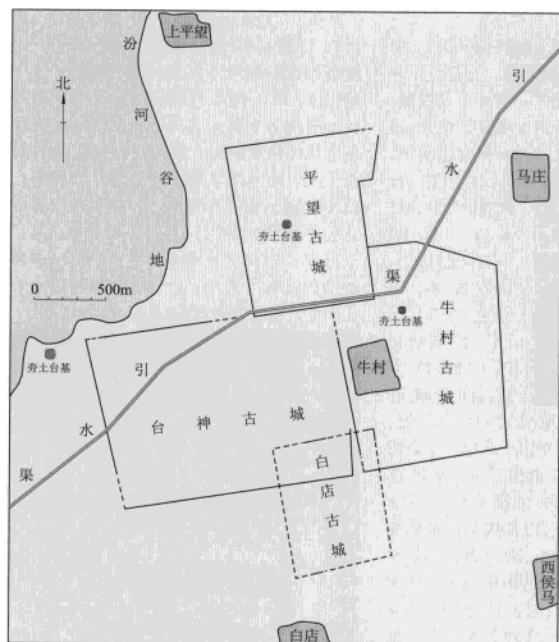 上平望
汾河谷地
北
引水渠
马庄
平望古城
夯土台基
0 500m
夯土台基
牛村古城
夯土台基
牛村
引水渠
台神古城
白店古城
西侯马
白店